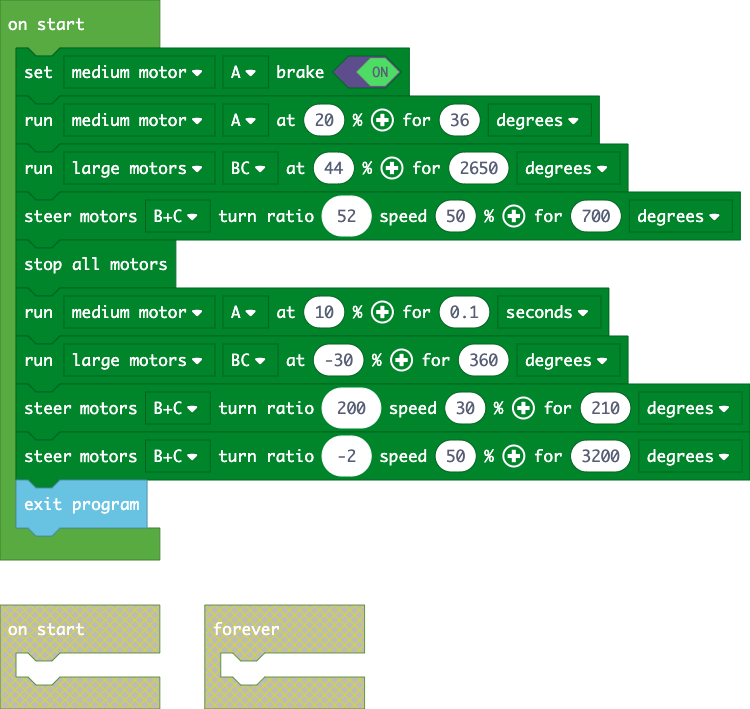 on start
set medium motor A brake ON
run medium motor A at 20 % for 36 degrees
run large motors BC at 44 % for 2650 degrees
steer motors B+C turn ratio 52 speed 50 % for 700 degrees
stop all motors
run medium motor A at 10 % for 0.1 seconds
run large motors BC at -30 % for 360 degrees
steer motors B+C turn ratio 200 speed 30 % for 210 degrees
steer motors B+C turn ratio -2 speed 50 % for 3200 degrees
exit program
on start
forever